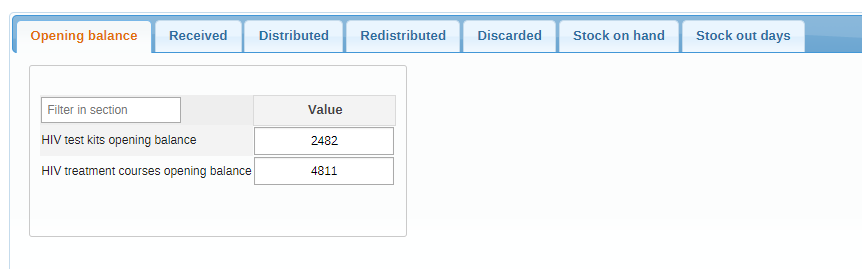 Opening balance Received Distributed Redistributed Discarded Stock on hand Stock out days
Filter in section Value
HIV test kits opening balance 2482
HIV treatment courses opening balance 4811